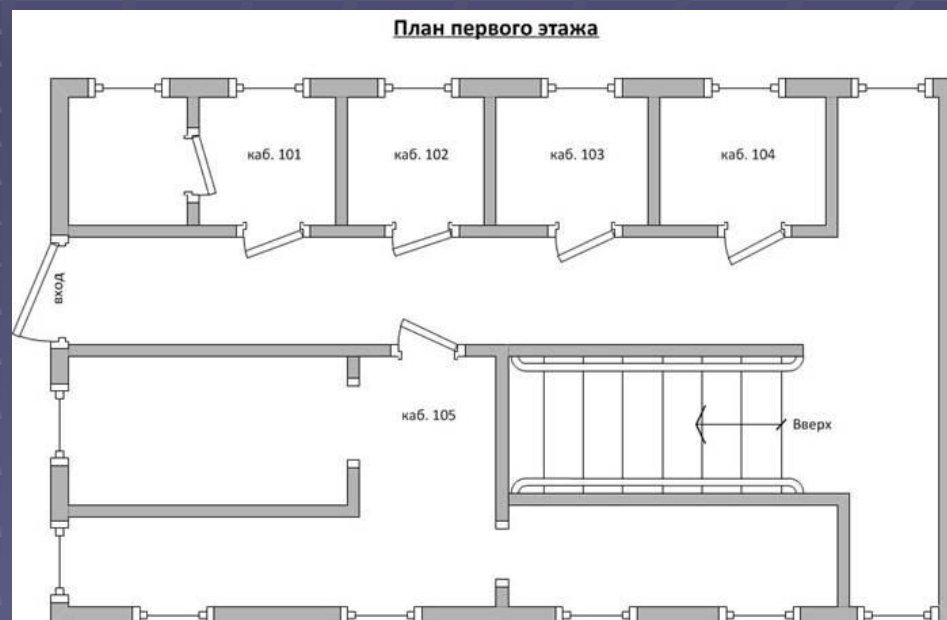 План первого этажа
каб. 101
каб. 102
каб. 103
каб. 104
вход
каб. 105
Вверх